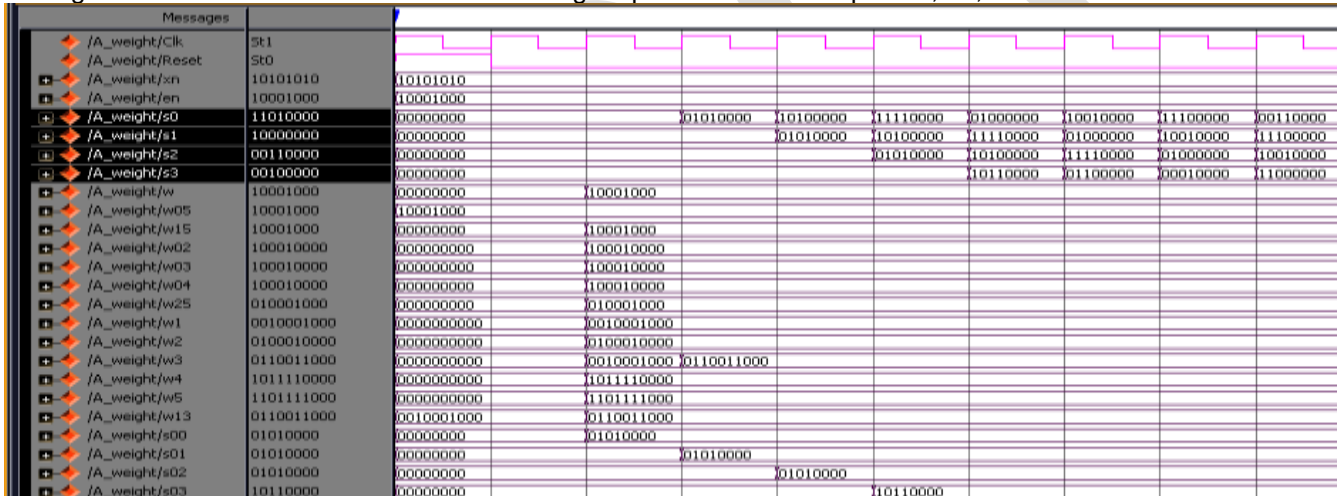 Messages
/A_weight/Clk St1
/A_weight/Reset St0
/A_weight/xn 10101010 10101010
/A_weight/en 10001000 10001000
/A_weight/s0 11010000 00000000 01010000 10100000 11110000 01000000 10010000 11100000 00110000
/A_weight/s1 10000000 00000000 01010000 10100000 11110000 01000000 10010000 11100000
/A_weight/s2 00110000 00000000 01010000 10100000 11110000 01000000 10010000
/A_weight/s3 00100000 00000000 10110000 01100000 00010000 11000000
/A_weight/w 10001000 00000000 10001000
/A_weight/w05 10001000 10001000
/A_weight/w15 10001000 00000000 10001000
/A_weight/w02 100010000 000000000 100010000
/A_weight/w03 100010000 000000000 100010000
/A_weight/w04 100010000 000000000 100010000
/A_weight/w25 010001000 000000000 010001000
/A_weight/w1 0010001000 0000000000 0010001000
/A_weight/w2 0100010000 0000000000 0100010000
/A_weight/w3 0110011000 0000000000 0010001000 0110011000
/A_weight/w4 1011110000 0000000000 1011110000
/A_weight/w5 1101111000 0000000000 1101111000
/A_weight/w13 0110011000 0010001000 0110011000
/A_weight/s00 01010000 00000000 01010000
/A_weight/s01 01010000 00000000 01010000
/A_weight/s02 01010000 00000000 01010000
/A_weight/s03 10110000 00000000 10110000